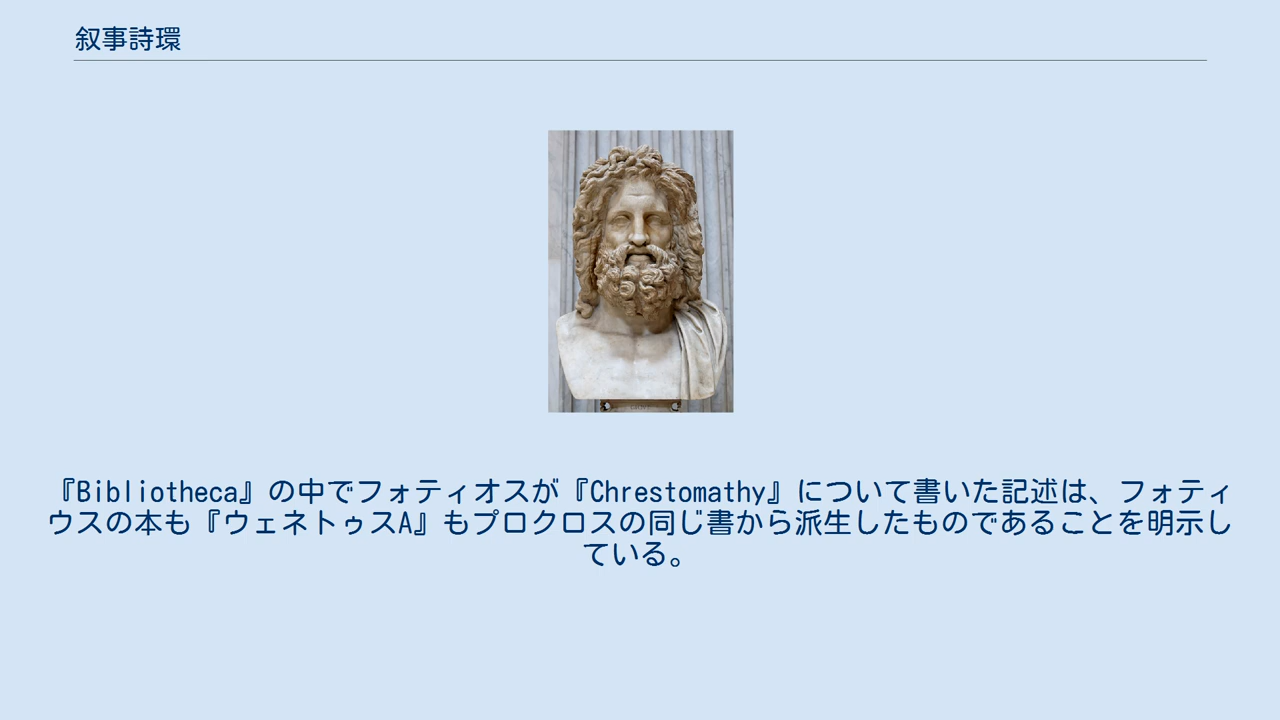 叙事詩環
『Bibliotheca』の中でフォティオスが『Chrestomathy』について書いた記述は、フォティ
ウスの本も『ウェネトゥスA』もプロクロスの同じ書から派生したものであることを明示し
ている。